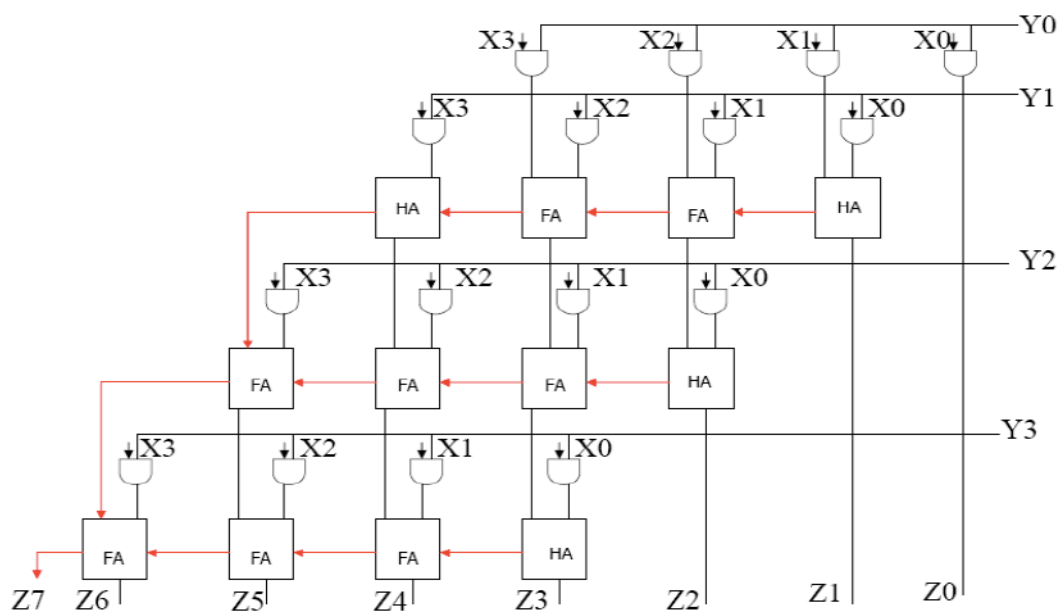 Y0
X3 X2 X1 X0
Y1
X3 X2 X1 X0
HA FA FA HA
Y2
X3 X2 X1 X0
FA FA FA HA
Y3
X3 X2 X1 X0
FA FA FA HA
Z7 Z6 Z5 Z4 Z3 Z2 Z1 Z0